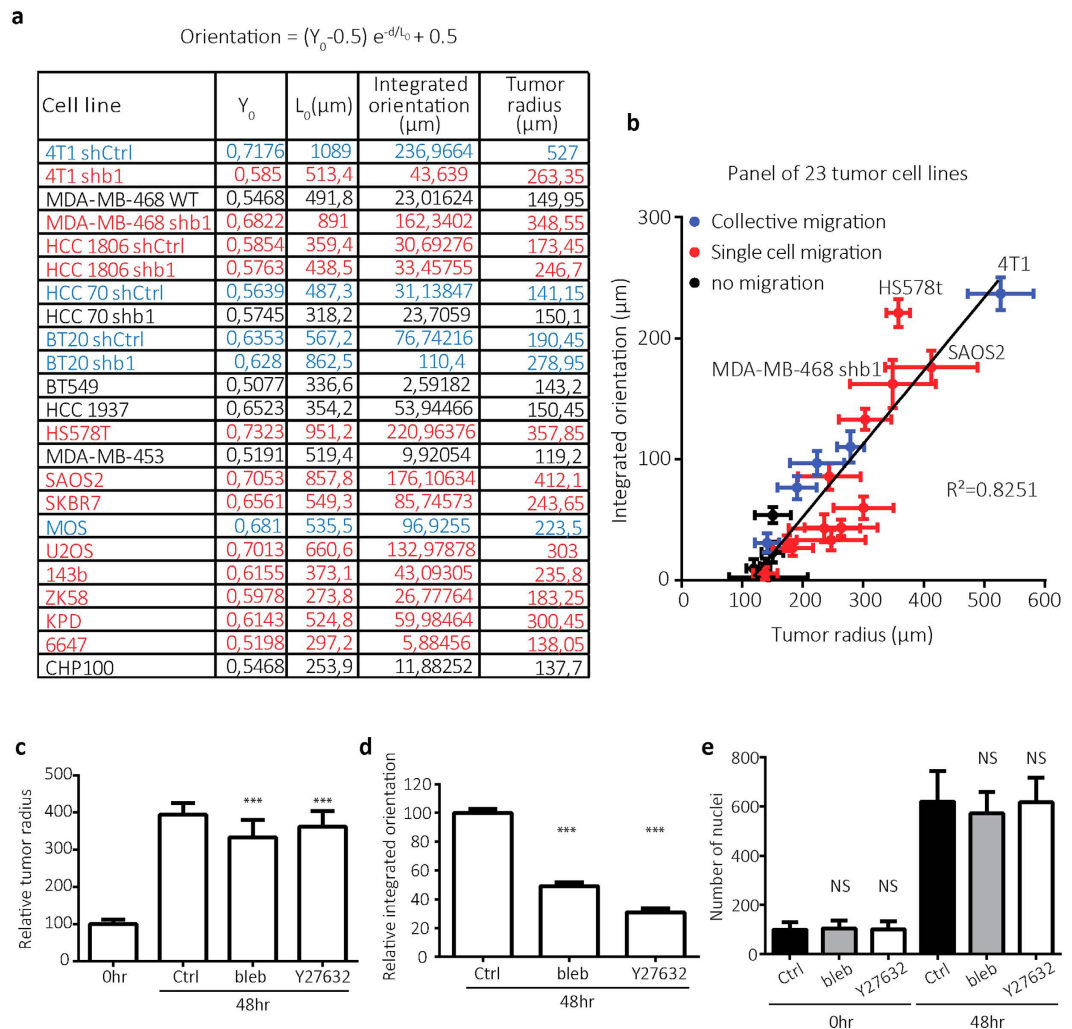 a
Orientation = (Y0-0.5) e-d/L0 + 0.5
Cell line Y0 L0(µm) Integrated orientation (µm) Tumor radius (µm)
4T1 shCtrl 0,7176 1089 236,9664 527
4T1 shb1 0,585 513,4 43,639 263,35
MDA-MB-468 WT 0,5468 491,8 23,01624 149,95
MDA-MB-468 shb1 0,6822 891 162,3402 348,55
HCC 1806 shCtrl 0,5854 359,4 30,69276 173,45
HCC 1806 shb1 0,5763 438,5 33,45755 246,7
HCC 70 shCtrl 0,5639 487,3 31,13847 141,15
HCC 70 shb1 0,5745 318,2 23,7059 150,1
BT20 shCtrl 0,6353 567,2 76,74216 190,45
BT20 shb1 0,628 862,5 110,4 278,95
BT549 0,5077 336,6 2,59182 143,2
HCC 1937 0,6523 354,2 53,94466 150,45
HS578T 0,7323 951,2 220,96376 357,85
MDA-MB-453 0,5191 519,4 9,92054 119,2
SAOS2 0,7053 857,8 176,10634 412,1
SKBR7 0,6561 549,3 85,74573 243,65
MOS 0,681 535,5 96,9255 223,5
U2OS 0,7013 660,6 132,97878 303
143b 0,6155 373,1 43,09305 235,8
ZK58 0,5978 273,8 26,77764 183,25
KPD 0,6143 524,8 59,98464 300,45
6647 0,5198 297,2 5,88456 138,05
CHP100 0,5468 253,9 11,88252 137,7
b
Panel of 23 tumor cell lines
Integrated orientation (µm)
300
200
100
0
Collective migration
Single cell migration
no migration
4T1
HS578t
SAOS2
MDA-MB-468 shb1
R²=0.8251
0 100 200 300 400 500 600
Tumor radius (µm)
c
Relative tumor radius
500
400
300
200
100
0
*** ***
0hr Ctrl bleb Y27632
48hr
d
Relative integrated orientation
120
100
80
60
40
20
0
*** ***
Ctrl bleb Y27632
48hr
e
Number of nuclei
800
600
400
200
0
NS NS NS NS
Ctrl bleb Y27632 Ctrl bleb Y27632
0hr 48hr